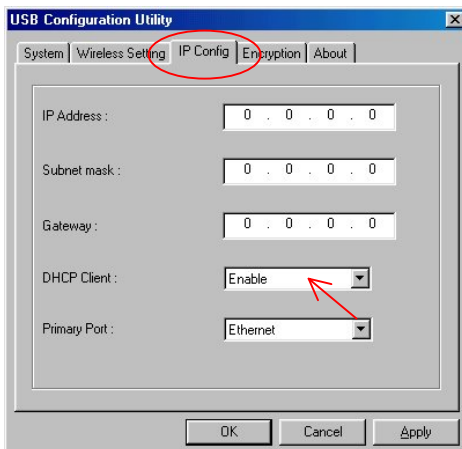 USB Configuration Utility
System Wireless Setting IP Config Encryption About
IP Address : 0 . 0 . 0 . 0
Subnet mask : 0 . 0 . 0 . 0
Gateway : 0 . 0 . 0 . 0
DHCP Client : Enable
Primary Port : Ethernet
OK Cancel Apply